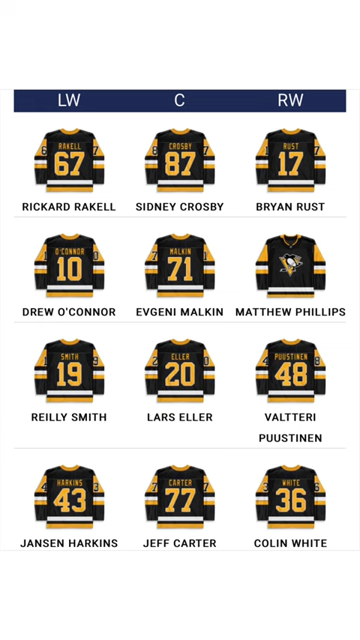 LW C RW
RAKELL CROSBY RUST
67 87 17
RICKARD RAKELL SIDNEY CROSBY BRYAN RUST
O'CONNOR MALKIN
10 71
DREW O'CONNOR EVGENI MALKIN MATTHEW PHILLIPS
SMITH ELLER PUUSTINEN
19 20 48
REILLY SMITH LARS ELLER VALTTERI
PUUSTINEN
HARKINS CARTER WHITE
43 77 36
JANSEN HARKINS JEFF CARTER COLIN WHITE